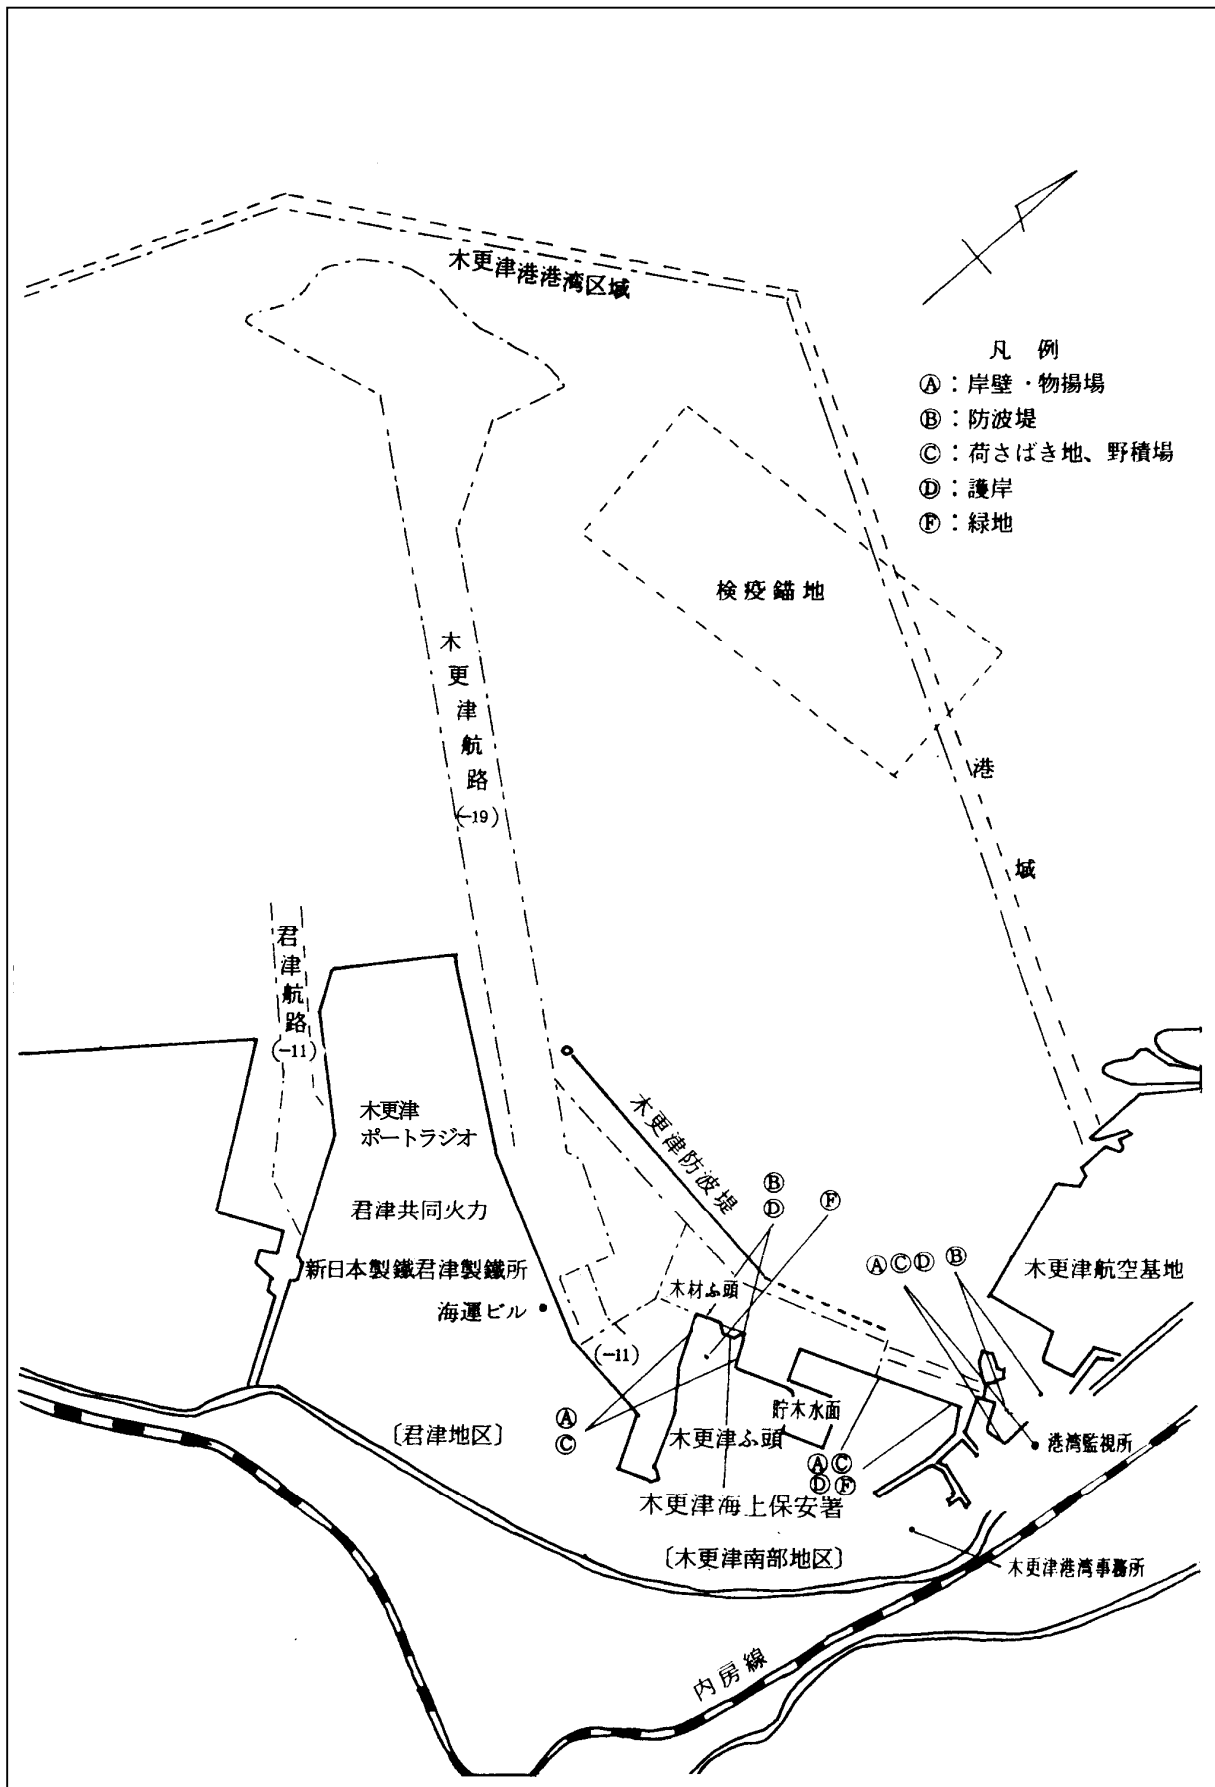 木更津港港湾区域
凡 例
Ⓐ：岸壁・物揚場
Ⓑ：防波堤
Ⓒ：荷さばき地、野積場
Ⓓ：護岸
Ⓕ：緑地
検疫錨地
木更津航路
(-19)
港域
君津航路
(-11)
木更津
ポートラジオ
君津共同火力
新日本製鐵君津製鐵所
海運ビル
木更津防波堤
Ⓑ
Ⓓ
Ⓕ
ⒶⒸⒹ
Ⓑ
木更津航空基地
木材ふ頭
(-11)
Ⓐ
Ⓒ
〔君津地区〕
木更津ふ頭
貯木水面
ⒶⒸ
ⒹⒻ
港湾監視所
木更津海上保安署
〔木更津南部地区〕
木更津港湾事務所
内房線